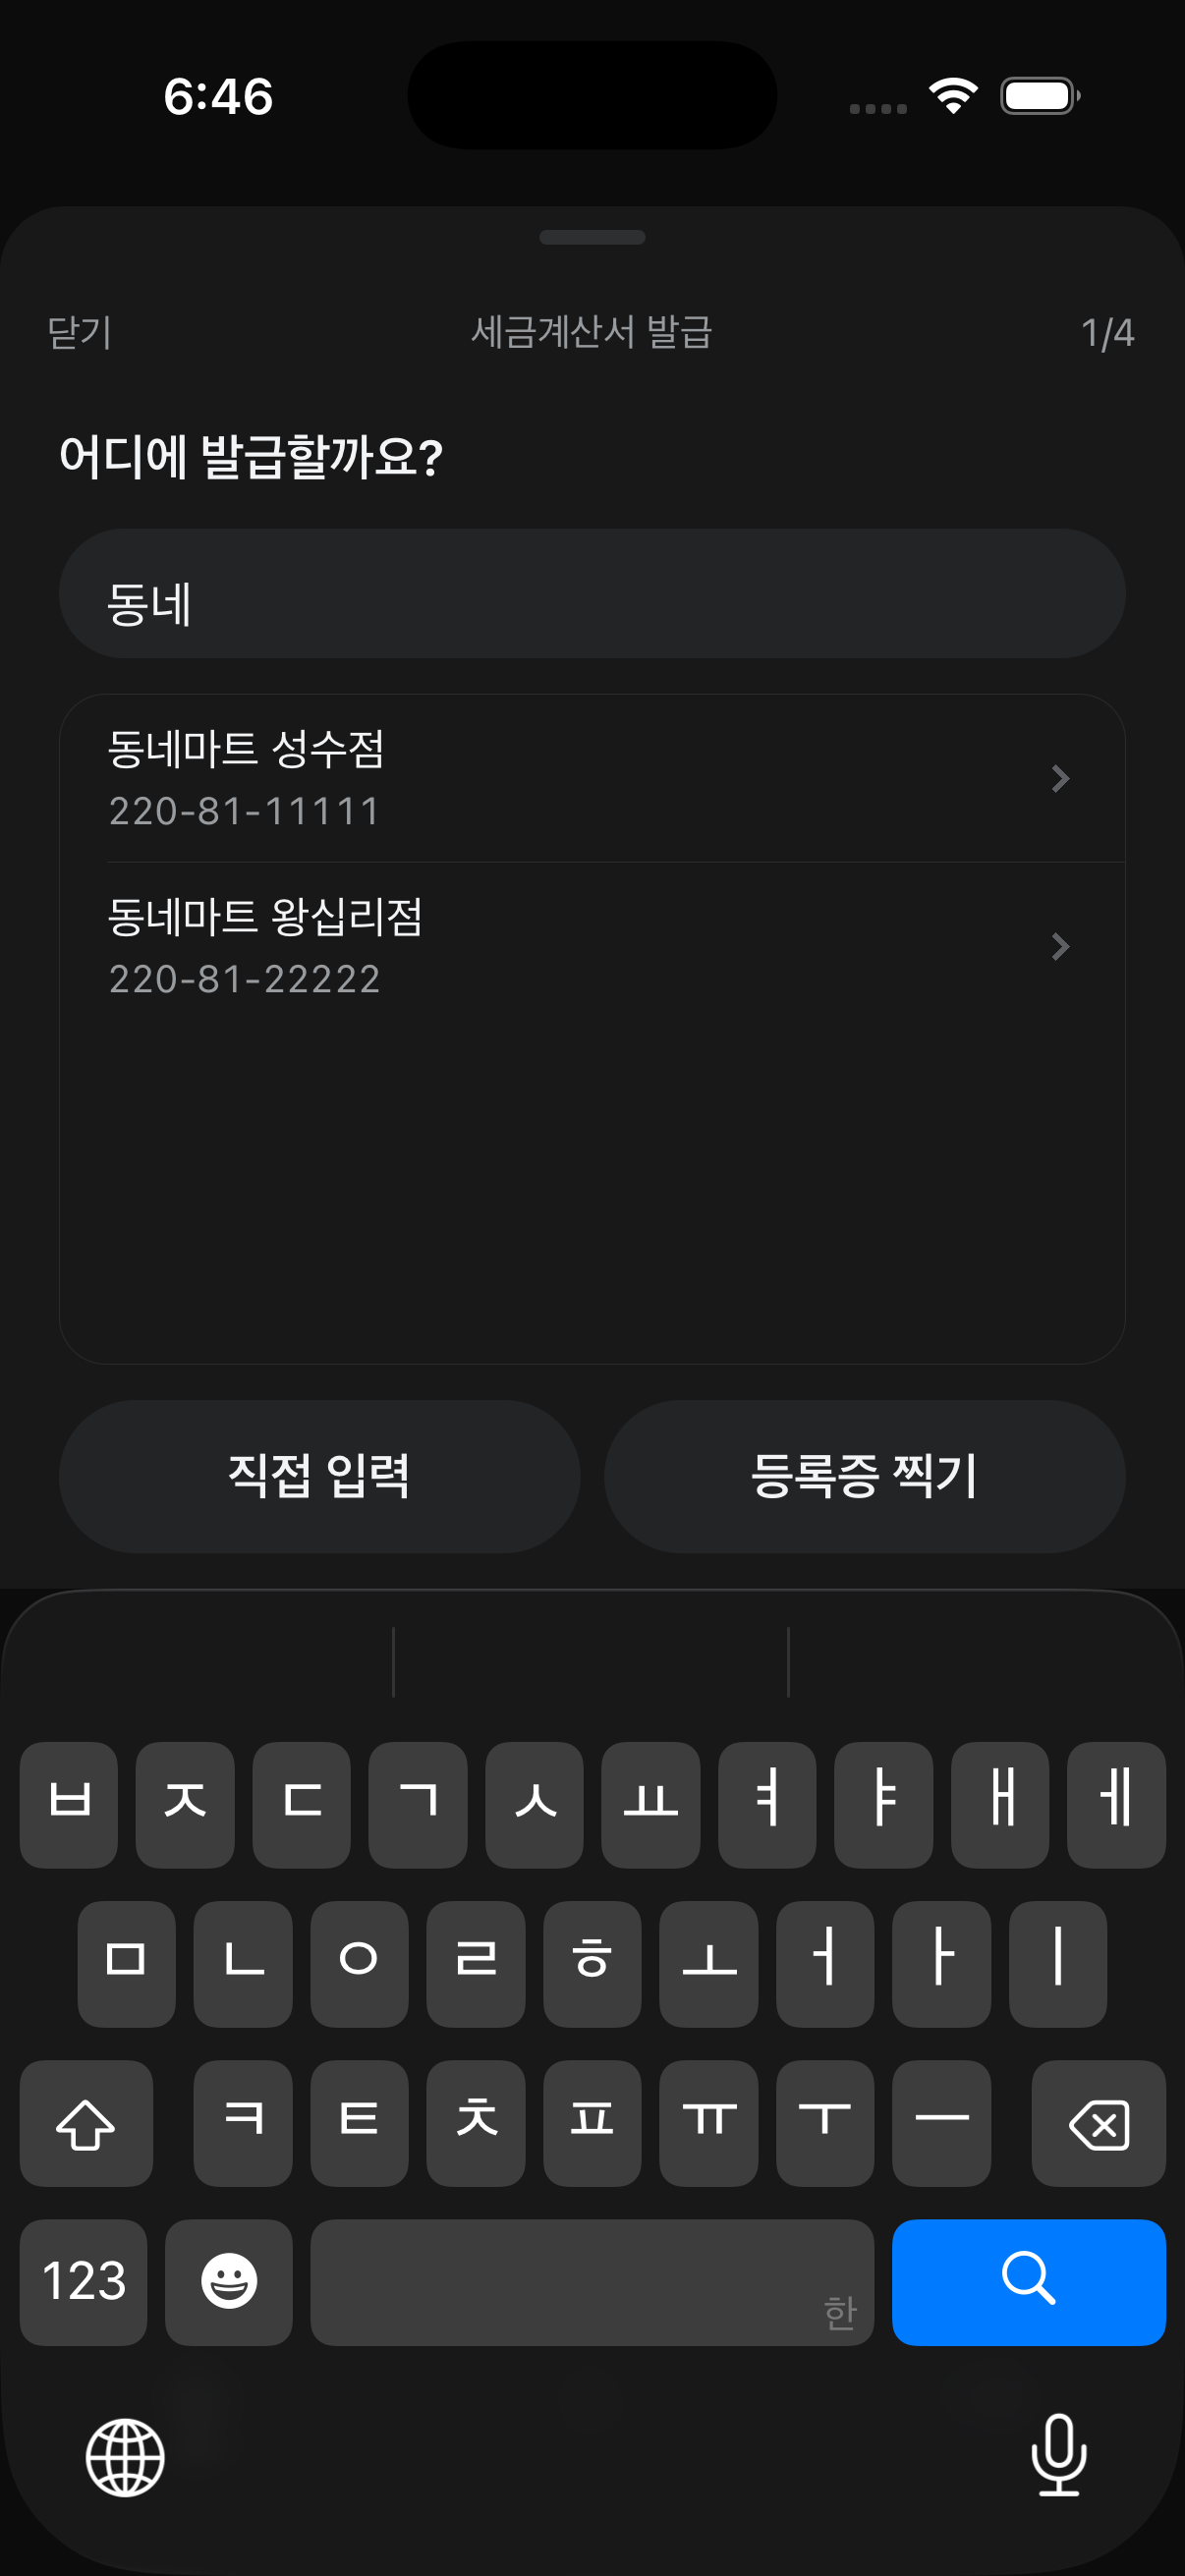 6:46
닫기
세금계산서 발급
1/4
어디에 발급할까요?
동네
동네마트 성수점
220-81-11111
동네마트 왕십리점
220-81-22222
직접 입력
등록증 찍기
ㅂ ㅈ ㄷ ㄱ ㅅ ㅛ ㅕ ㅑ ㅐ ㅔ
ㅁ ㄴ ㅇ ㄹ ㅎ ㅗ ㅓ ㅏ ㅣ
ㅋ ㅌ ㅊ ㅍ ㅠ ㅜ ㅡ
123
한